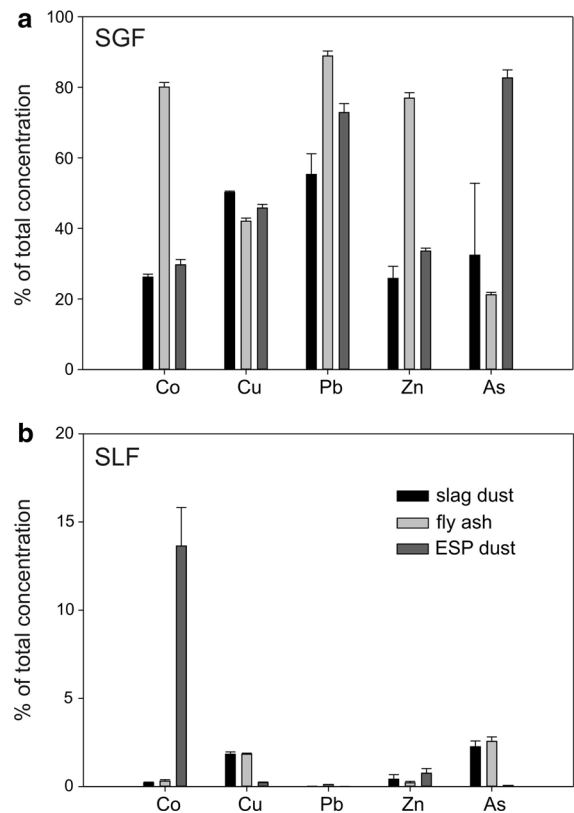 a
SGF
% of total concentration
100
80
60
40
20
0
Co Cu Pb Zn As
b
SLF
% of total concentration
20
15
10
5
0
slag dust
fly ash
ESP dust
Co Cu Pb Zn As